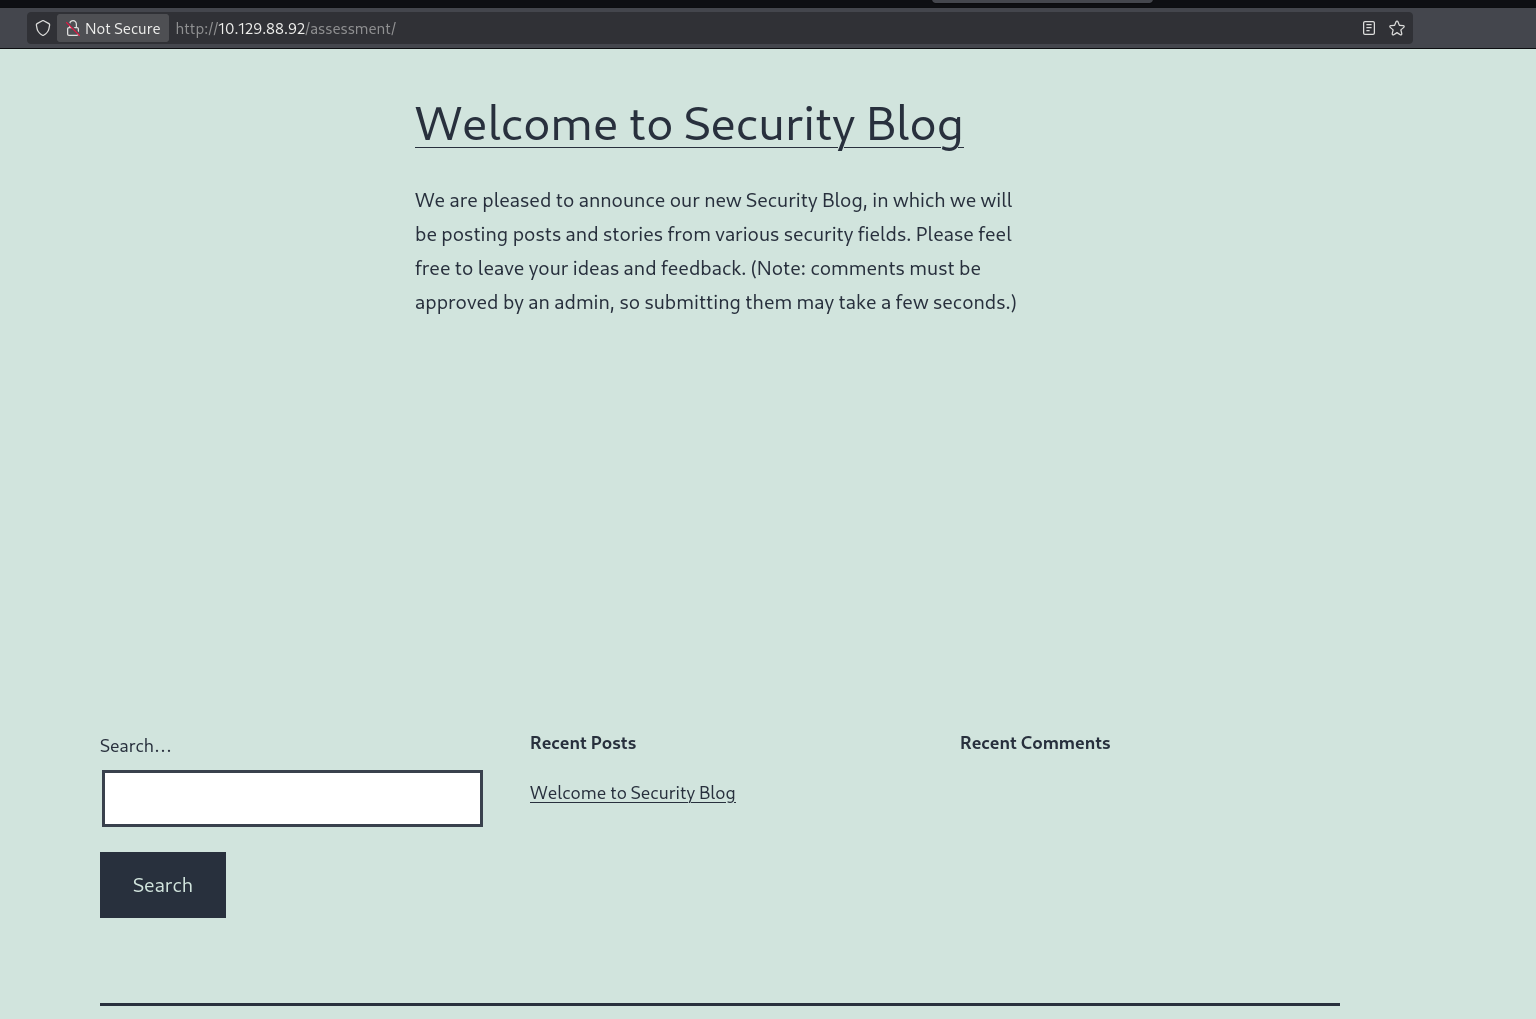 Not Secure http://10.129.88.92/assessment/
Welcome to Security Blog
We are pleased to announce our new Security Blog, in which we will
be posting posts and stories from various security fields. Please feel
free to leave your ideas and feedback. (Note: comments must be
approved by an admin, so submitting them may take a few seconds.)
Search…
Search
Recent Posts
Welcome to Security Blog
Recent Comments